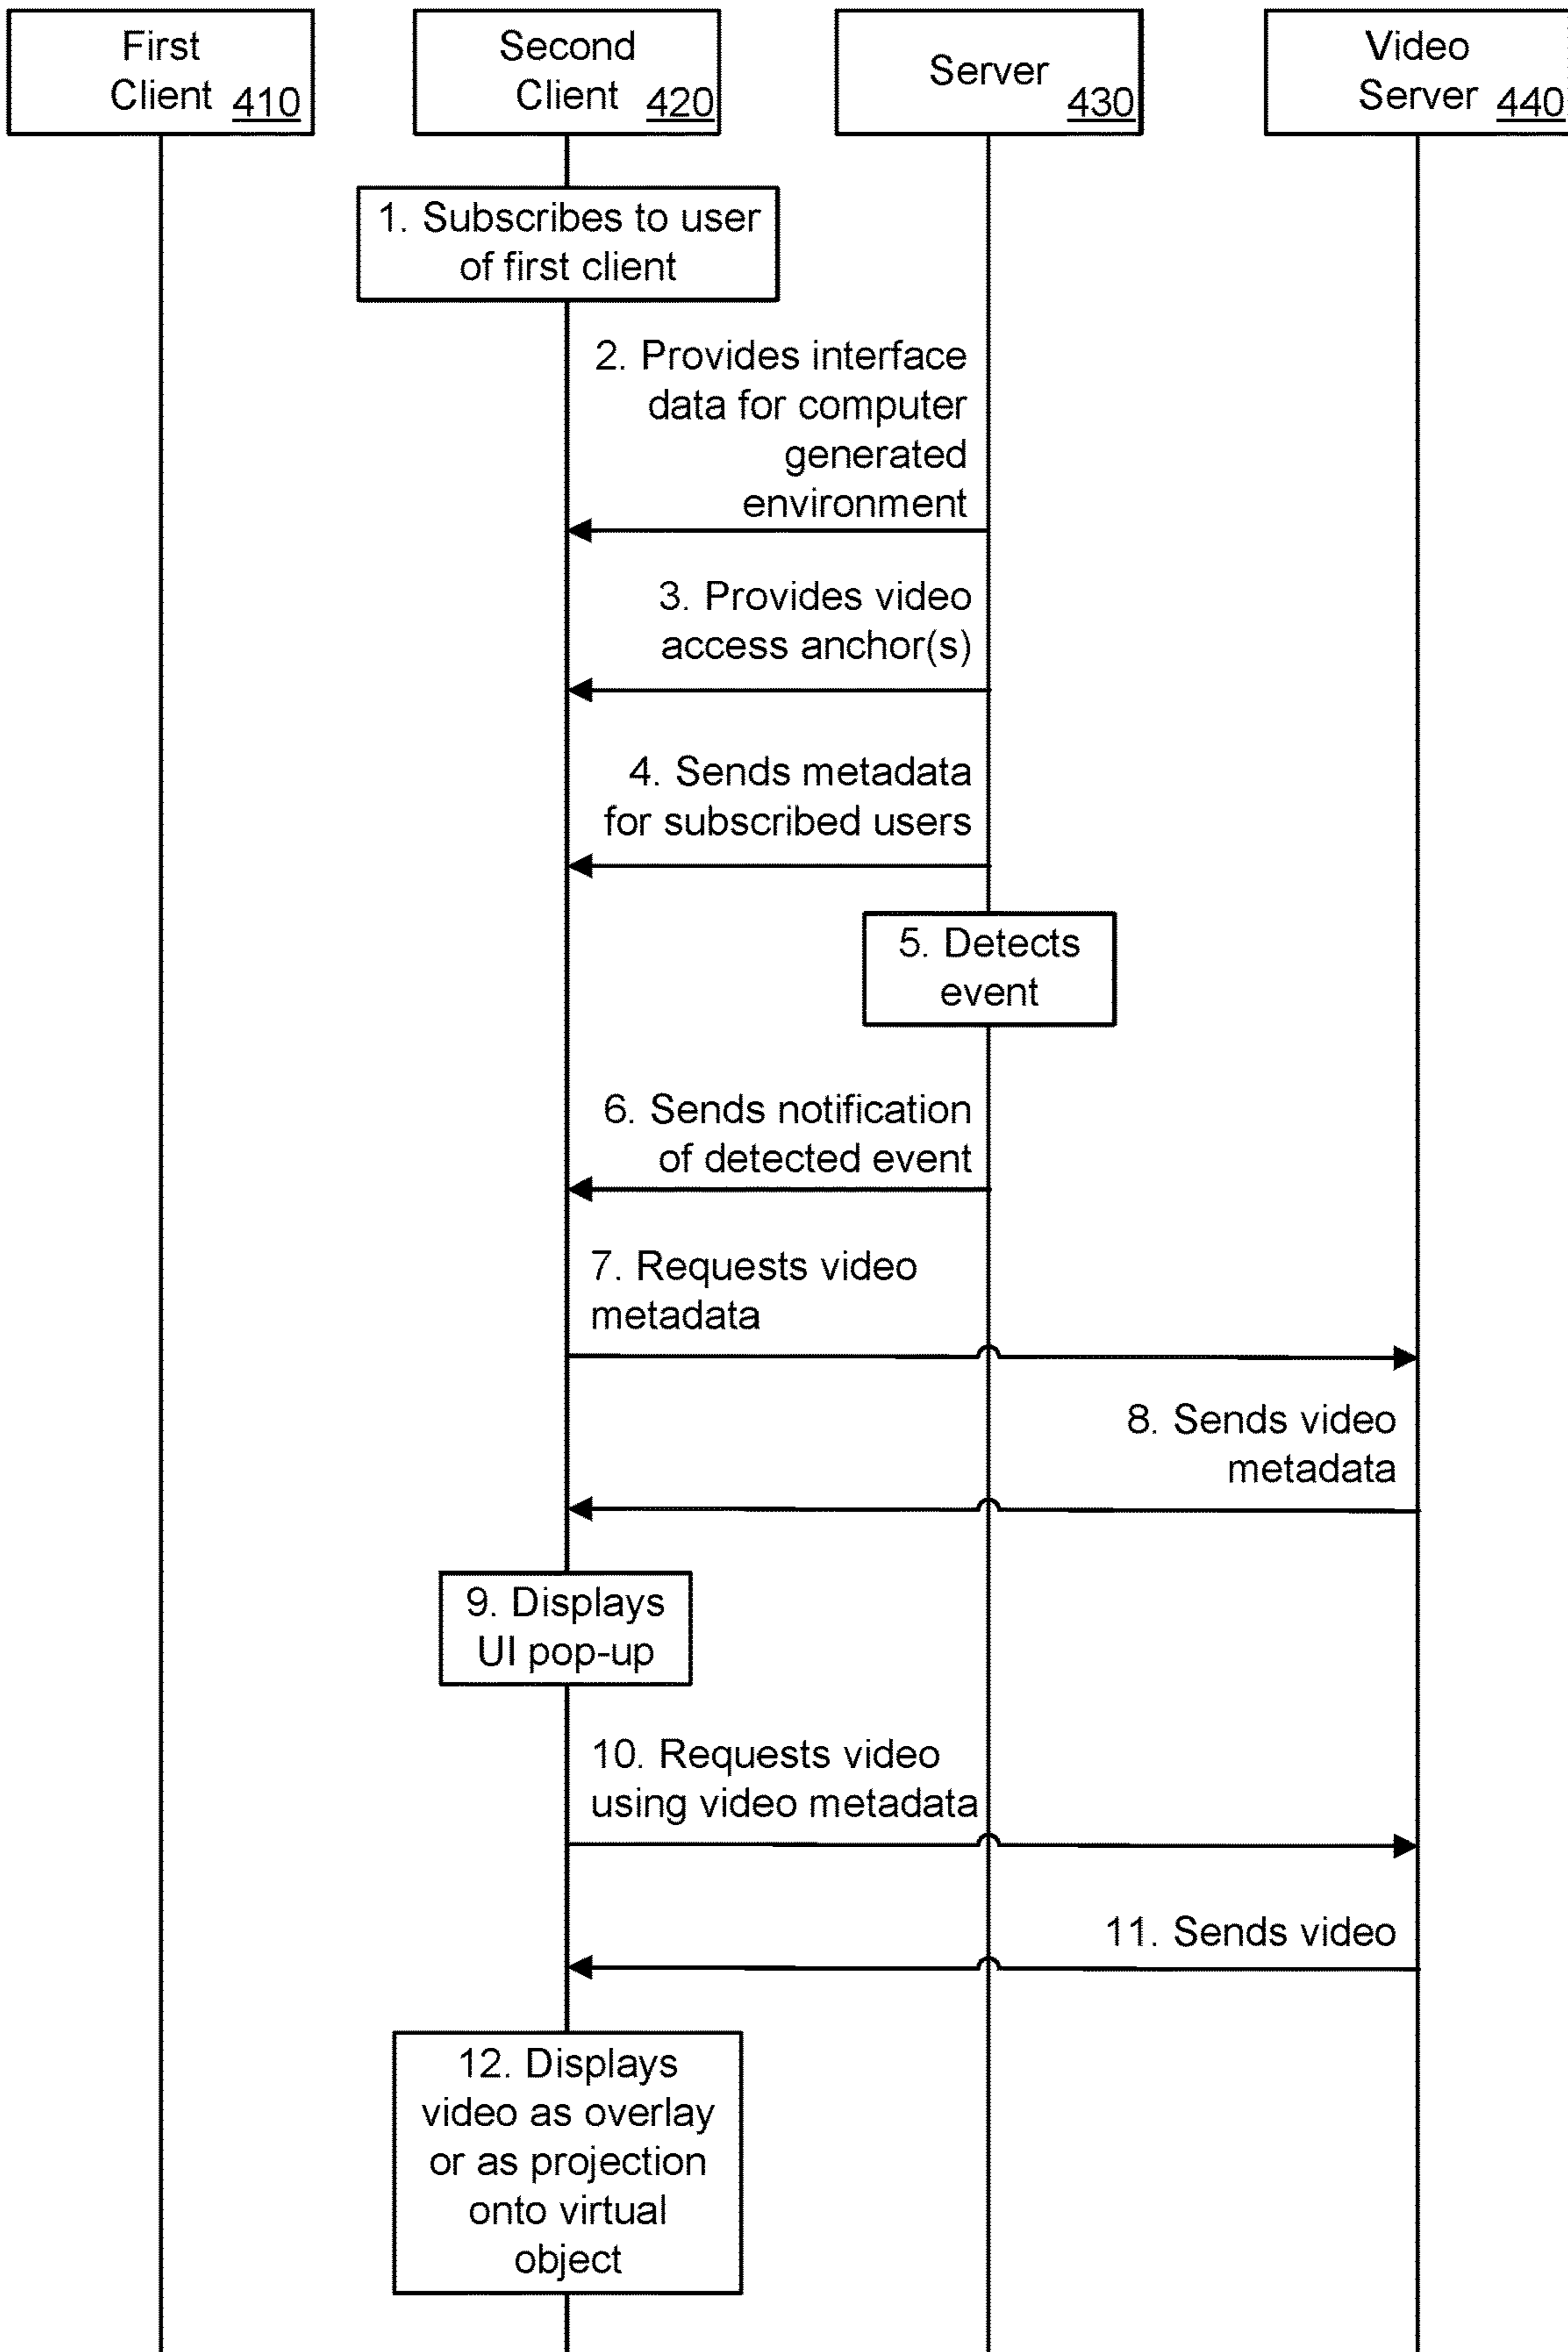 First
Client 410
Second
Client 420
Server
430
Video
Server 440
1. Subscribes to user
of first client
2. Provides interface
data for computer
generated
environment
3. Provides video
access anchor(s)
4. Sends metadata
for subscribed users
5. Detects
event
6. Sends notification
of detected event
7. Requests video
metadata
8. Sends video
metadata
9. Displays
UI pop-up
10. Requests video
using video metadata
11. Sends video
12. Displays
video as overlay
or as projection
onto virtual
object